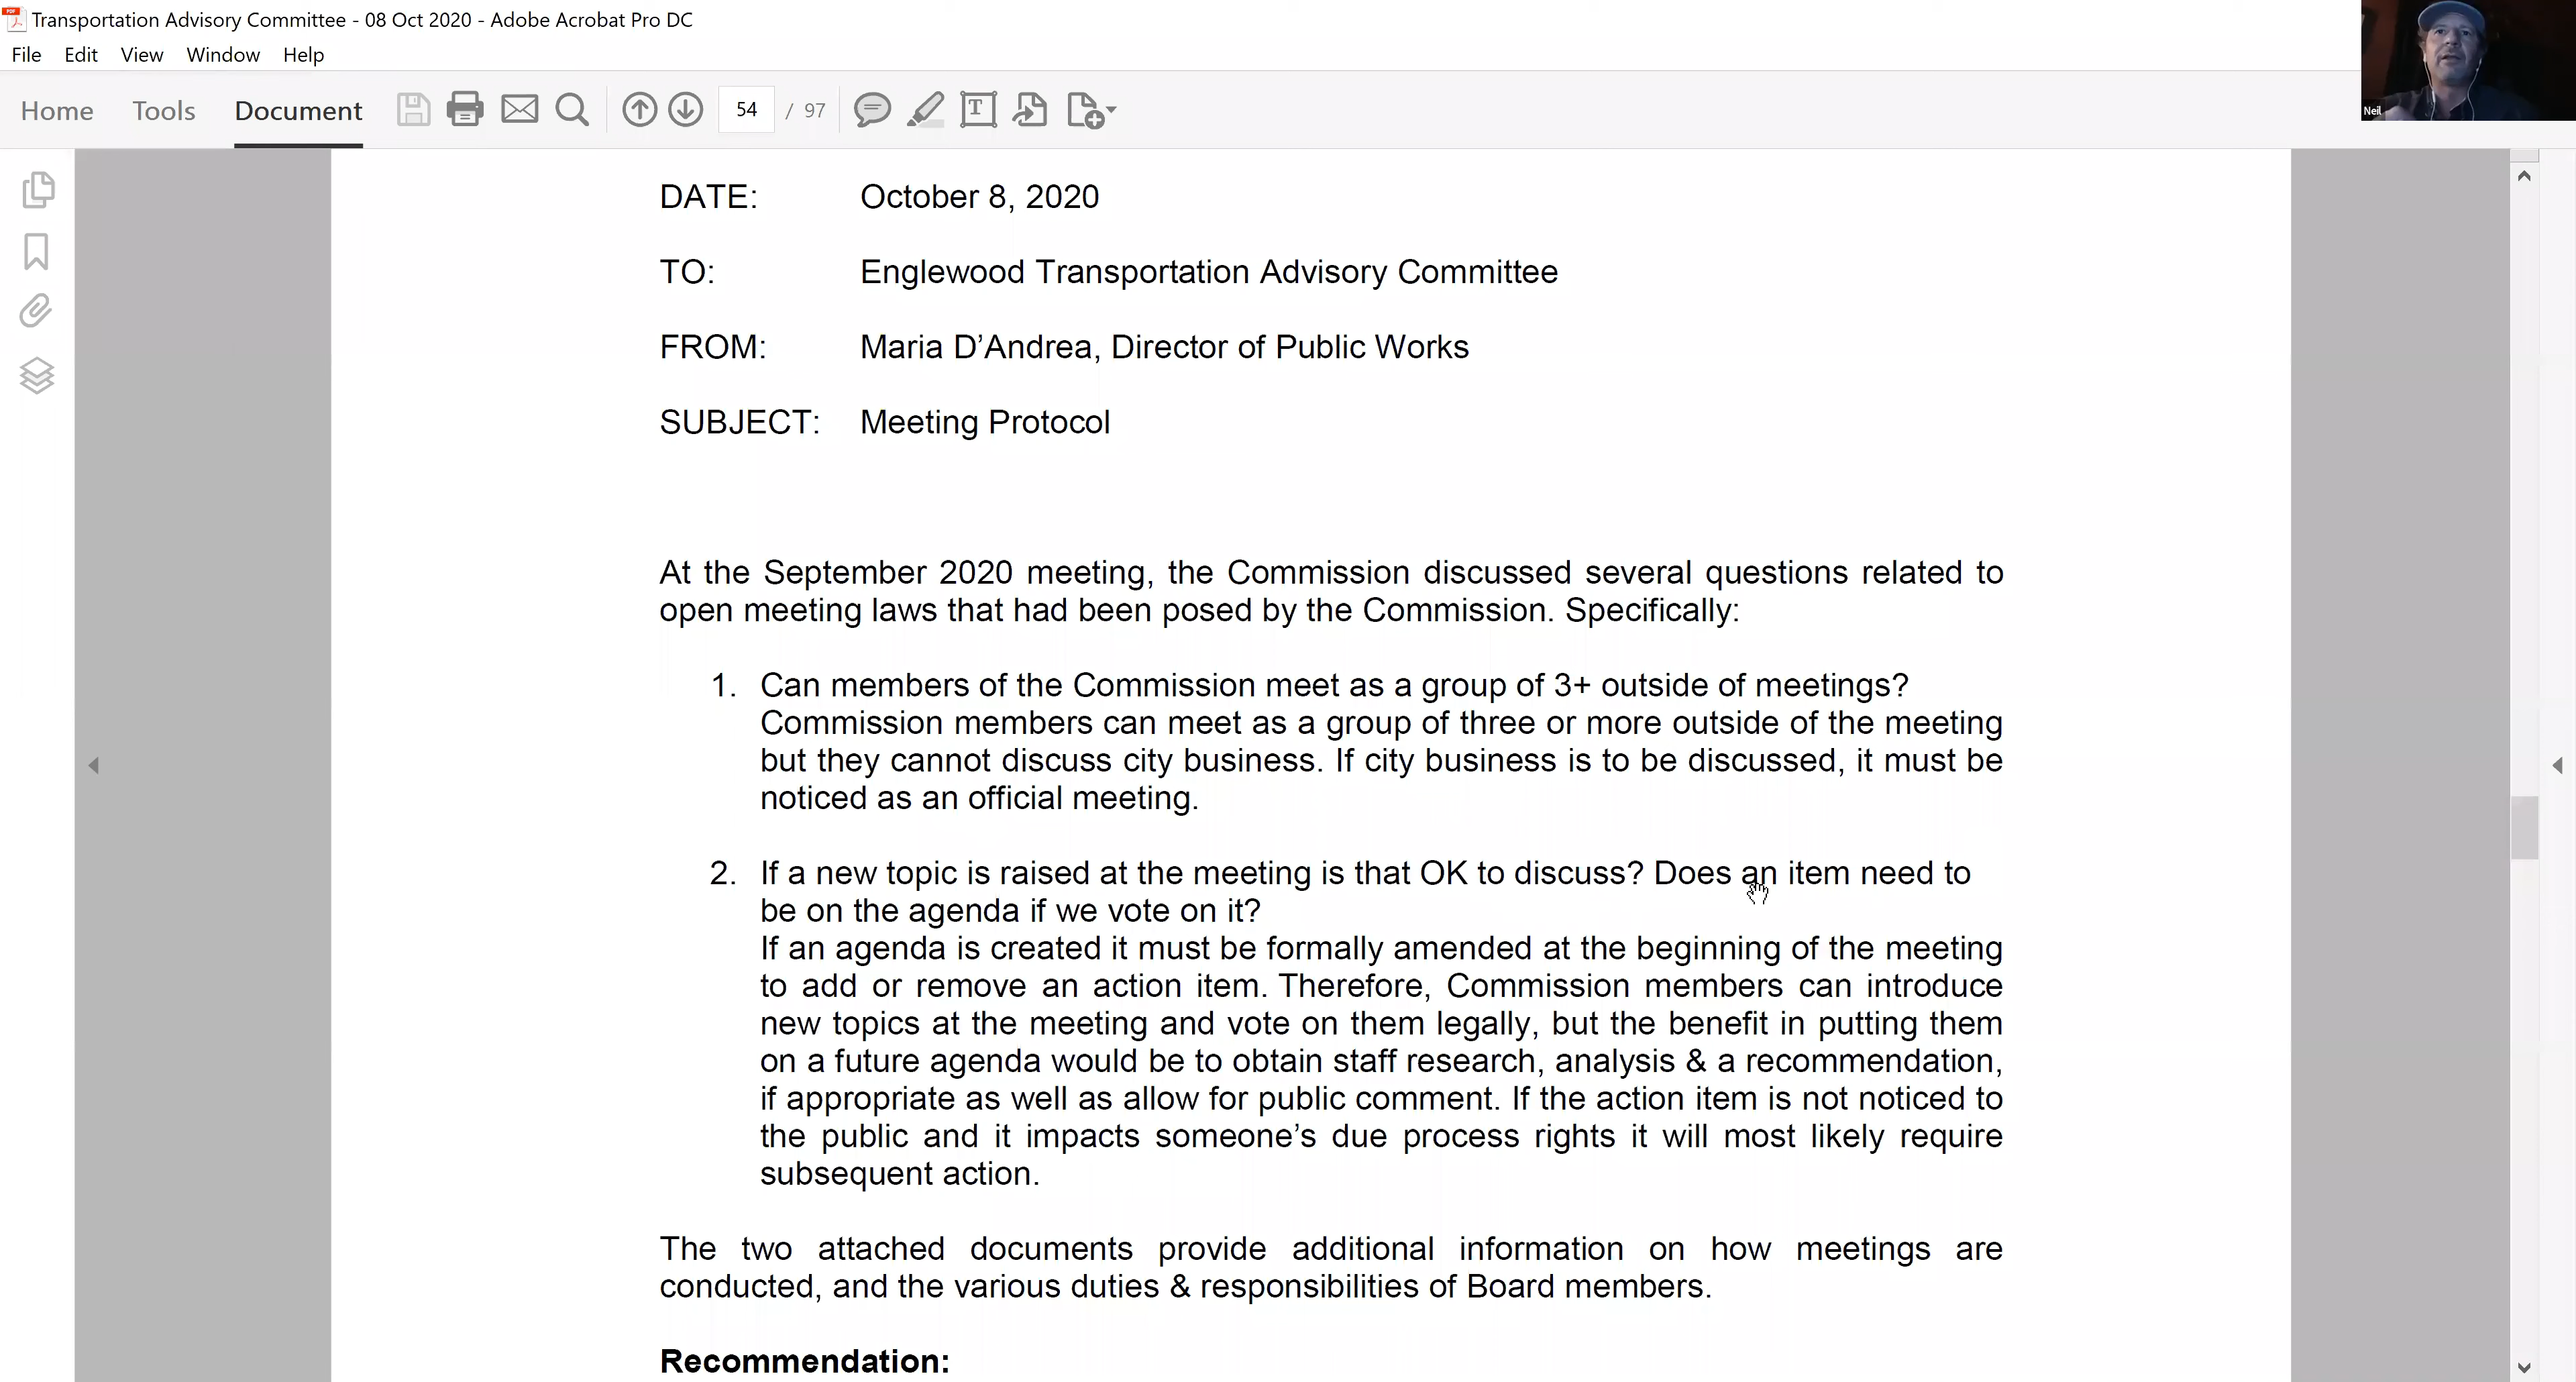 Transportation Advisory Committee - 08 Oct 2020 - Adobe Acrobat Pro DC
File Edit View Window Help
Home Tools Document 54 / 97
Neil
DATE: October 8, 2020
TO: Englewood Transportation Advisory Committee
FROM: Maria D’Andrea, Director of Public Works
SUBJECT: Meeting Protocol
At the September 2020 meeting, the Commission discussed several questions related to
open meeting laws that had been posed by the Commission. Specifically:
1. Can members of the Commission meet as a group of 3+ outside of meetings?
Commission members can meet as a group of three or more outside of the meeting
but they cannot discuss city business. If city business is to be discussed, it must be
noticed as an official meeting.
2. If a new topic is raised at the meeting is that OK to discuss? Does an item need to
be on the agenda if we vote on it?
If an agenda is created it must be formally amended at the beginning of the meeting
to add or remove an action item. Therefore, Commission members can introduce
new topics at the meeting and vote on them legally, but the benefit in putting them
on a future agenda would be to obtain staff research, analysis & a recommendation,
if appropriate as well as allow for public comment. If the action item is not noticed to
the public and it impacts someone’s due process rights it will most likely require
subsequent action.
The two attached documents provide additional information on how meetings are
conducted, and the various duties & responsibilities of Board members.
Recommendation: